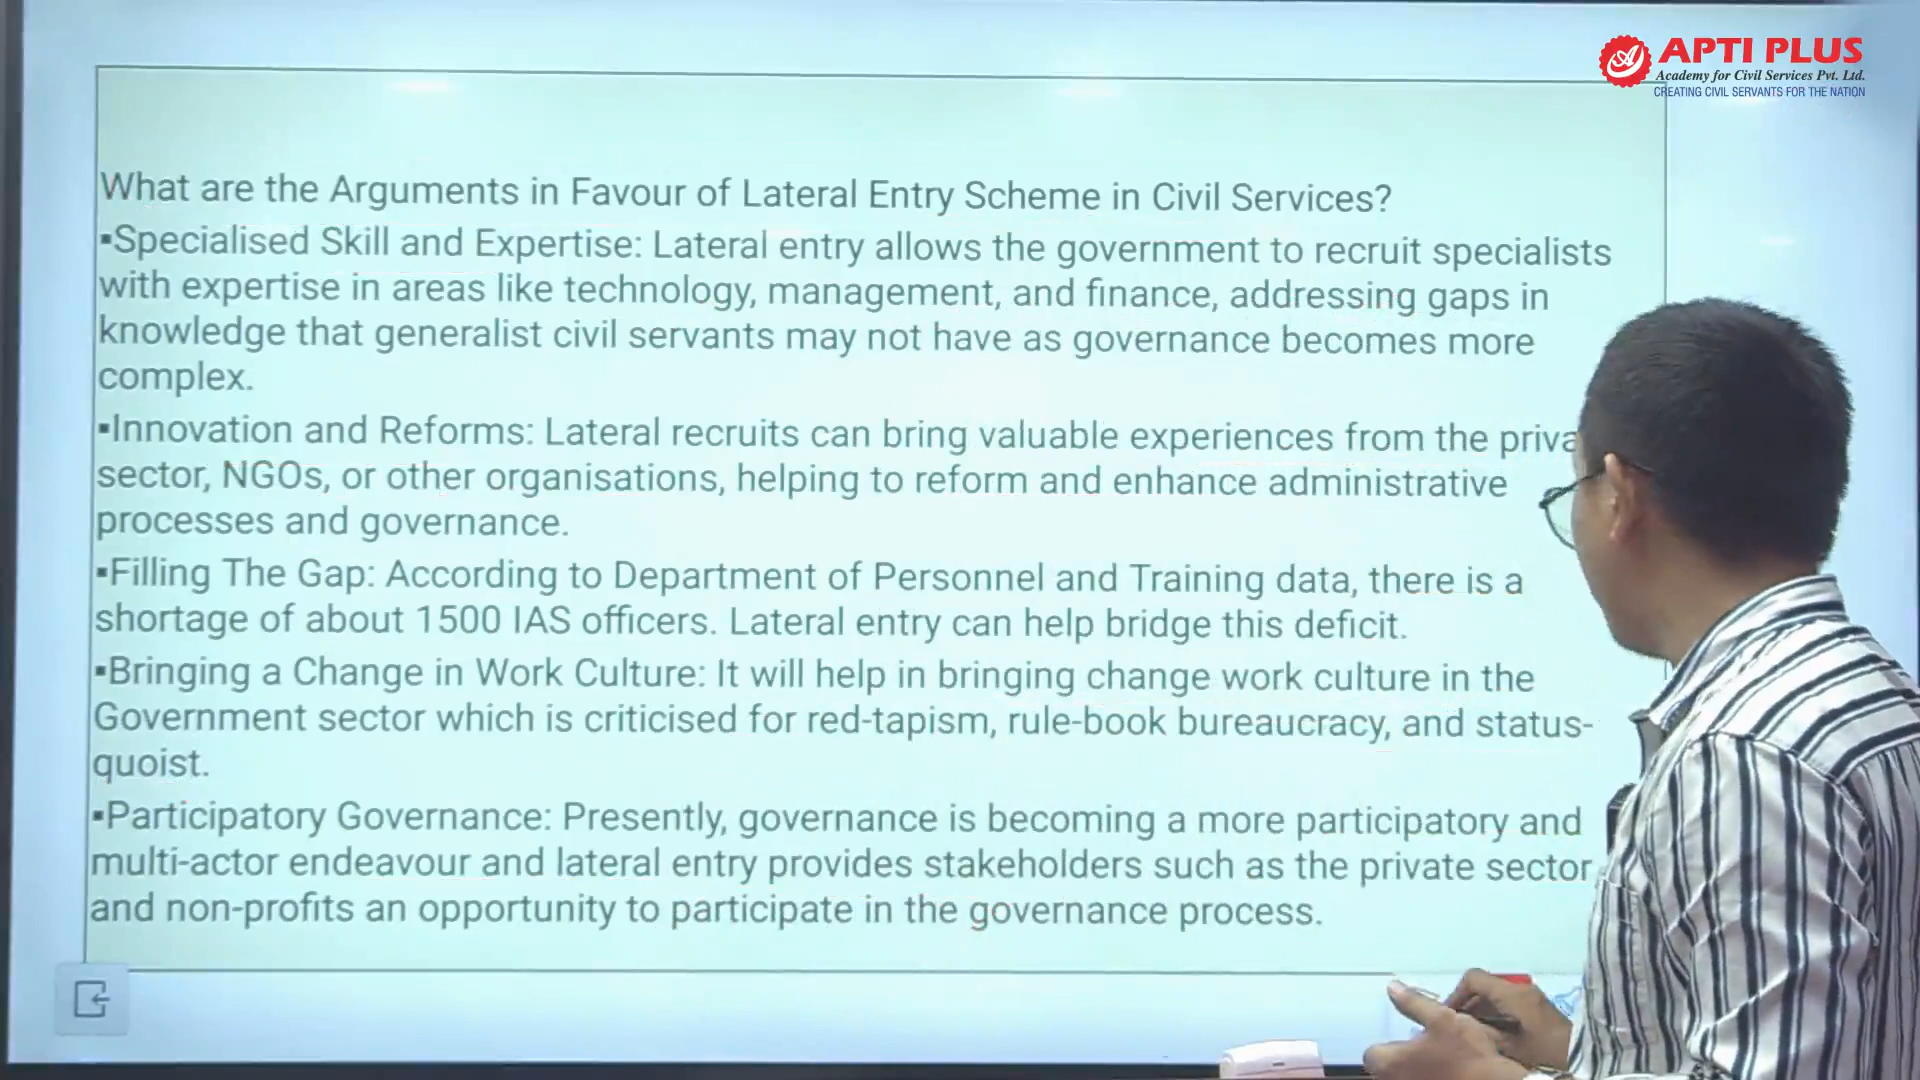 APTI PLUS
Academy for Civil Services Pvt. Ltd.
CREATING CIVIL SERVANTS FOR THE NATION
What are the Arguments in Favour of Lateral Entry Scheme in Civil Services?
▪Specialised Skill and Expertise: Lateral entry allows the government to recruit specialists
with expertise in areas like technology, management, and finance, addressing gaps in
knowledge that generalist civil servants may not have as governance becomes more
complex.
▪Innovation and Reforms: Lateral recruits can bring valuable experiences from the
sector, NGOs, or other organisations, helping to reform and enhance administrative
processes and governance.
▪Filling The Gap: According to Department of Personnel and Training data, there is a
shortage of about 1500 IAS officers. Lateral entry can help bridge this deficit.
▪Bringing a Change in Work Culture: It will help in bringing change work culture in the
Government sector which is criticised for red-tapism, rule-book bureaucracy, and status-
quoist.
▪Participatory Governance: Presently, governance is becoming a more participatory and
multi-actor endeavour and lateral entry provides stakeholders such as the private sector
and non-profits an opportunity to participate in the governance process.